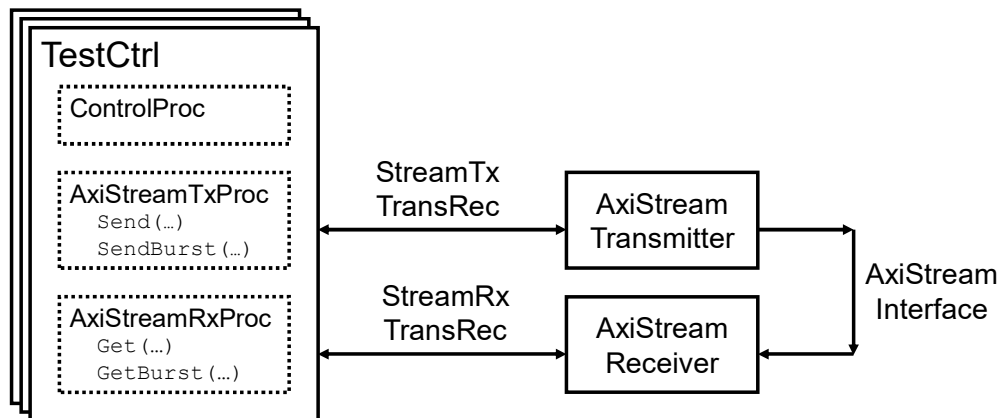 TestCtrl
ControlProc
AxiStreamTxProc
Send(…)
SendBurst(…)
AxiStreamRxProc
Get(…)
GetBurst(…)
StreamTx
TransRec
StreamRx
TransRec
AxiStream
Transmitter
AxiStream
Receiver
AxiStream
Interface